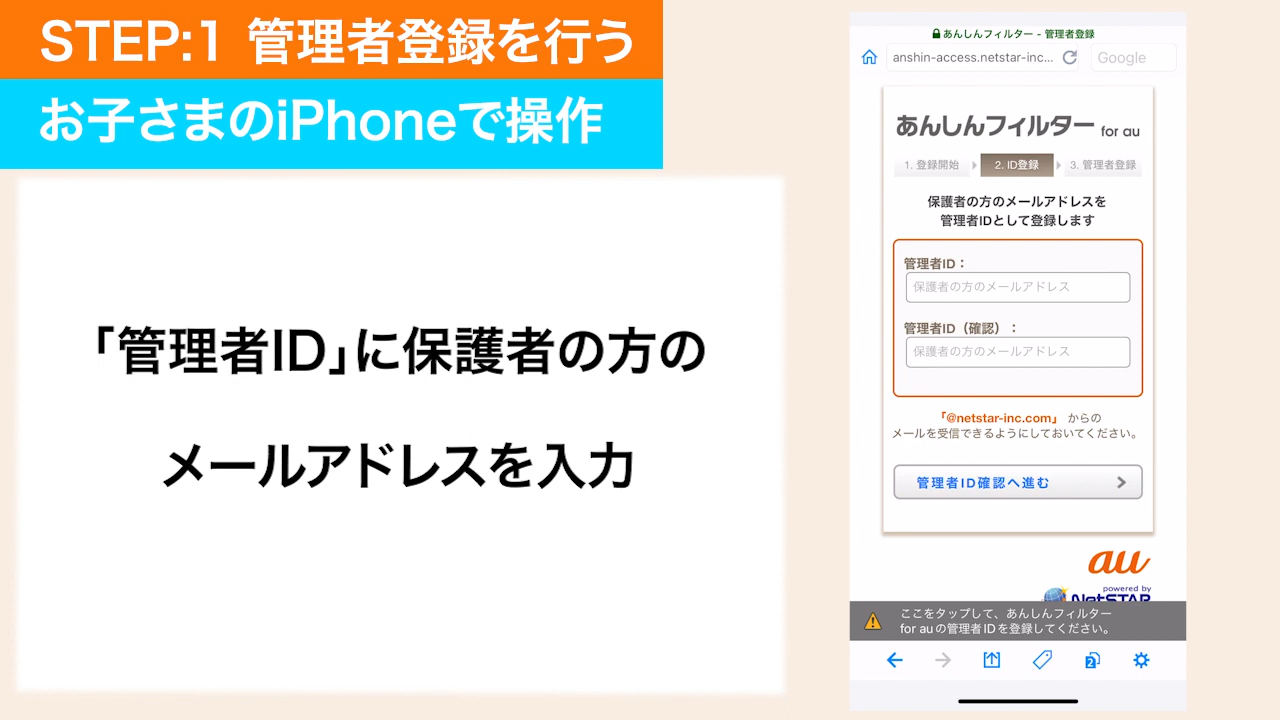 STEP:1 管理者登録を行う
お子さまのiPhoneで操作
「管理者ID」に保護者の方の
メールアドレスを入力
あんしんフィルター - 管理者登録
anshin-access.netstar-inc... Google
あんしんフィルター for au
1. 登録開始 2. ID登録 3. 管理者登録
保護者の方のメールアドレスを
管理者IDとして登録します
管理者ID：
保護者の方のメールアドレス
管理者ID（確認）：
保護者の方のメールアドレス
「@netstar-inc.com」 からの
メールを受信できるようにしておいてください。
管理者ID確認へ進む
au
powered by
NetSTAR
ここをタップして、あんしんフィルター
for auの管理者IDを登録してください。
2